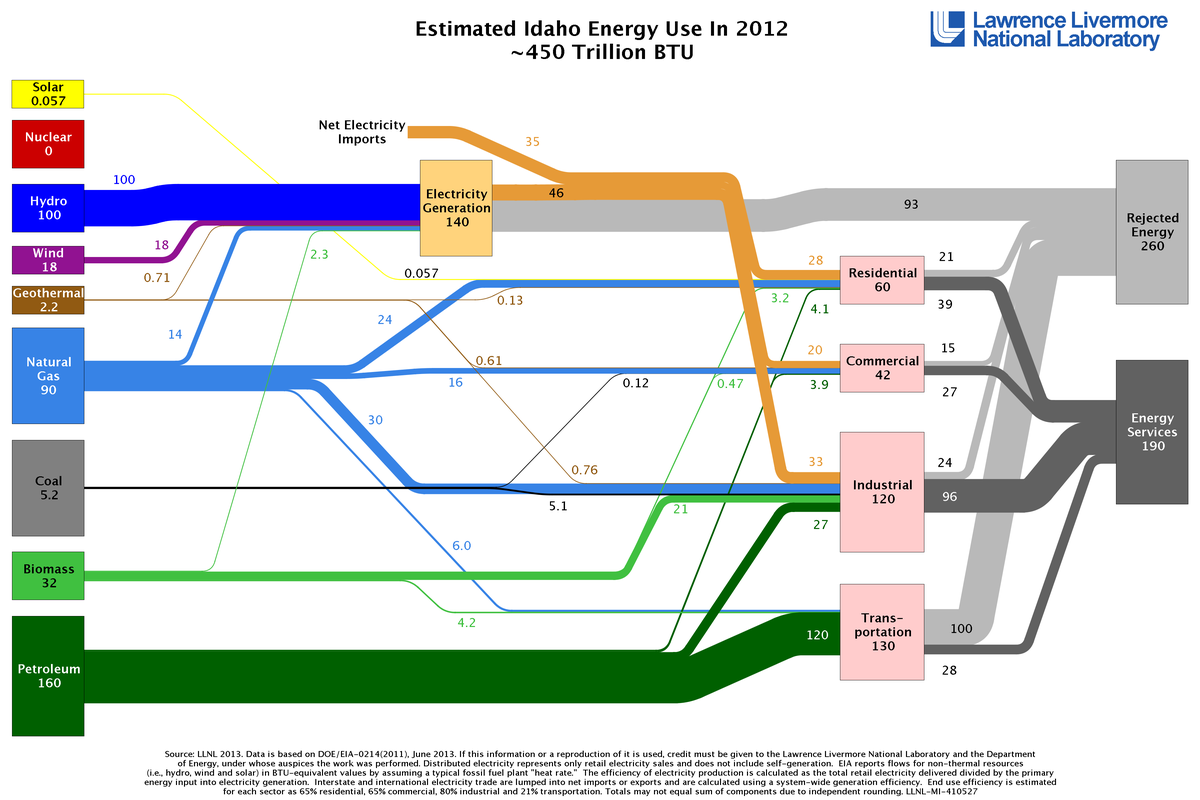 Estimated Idaho Energy Use In 2012
~450 Trillion BTU
Lawrence Livermore
National Laboratory
Solar
0.057
Nuclear
0
Hydro
100
Wind
18
Geothermal
2.2
Natural
Gas
90
Coal
5.2
Biomass
32
Petroleum
160
Net Electricity
Imports
35
100
18
0.71
14
2.3
Electricity
Generation
140
46
93
0.057
0.13
24
0.61
16
30
0.12
0.76
5.1
6.0
21
4.2
28
3.2
4.1
20
0.47
3.9
33
27
120
Residential
60
Commercial
42
Industrial
120
Trans-
portation
130
21
39
15
27
24
96
100
28
Rejected
Energy
260
Energy
Services
190
Source: LLNL 2013. Data is based on DOE/EIA-0214(2011), June 2013. If this information or a reproduction of it is used, credit must be given to the Lawrence Livermore National Laboratory and the Department
of Energy, under whose auspices the work was performed. Distributed electricity represents only retail electricity sales and does not include self-generation. EIA reports flows for non-thermal resources
(i.e., hydro, wind and solar) in BTU-equivalent values by assuming a typical fossil fuel plant "heat rate." The efficiency of electricity production is calculated as the total retail electricity delivered divided by the primary
energy input into electricity generation. Interstate and international electricity trade are lumped into net imports or exports and are calculated using a system-wide generation efficiency. End use efficiency is estimated
for each sector as 65% residential, 65% commercial, 80% industrial and 21% transportation. Totals may not equal sum of components due to independent rounding. LLNL-MI-410527